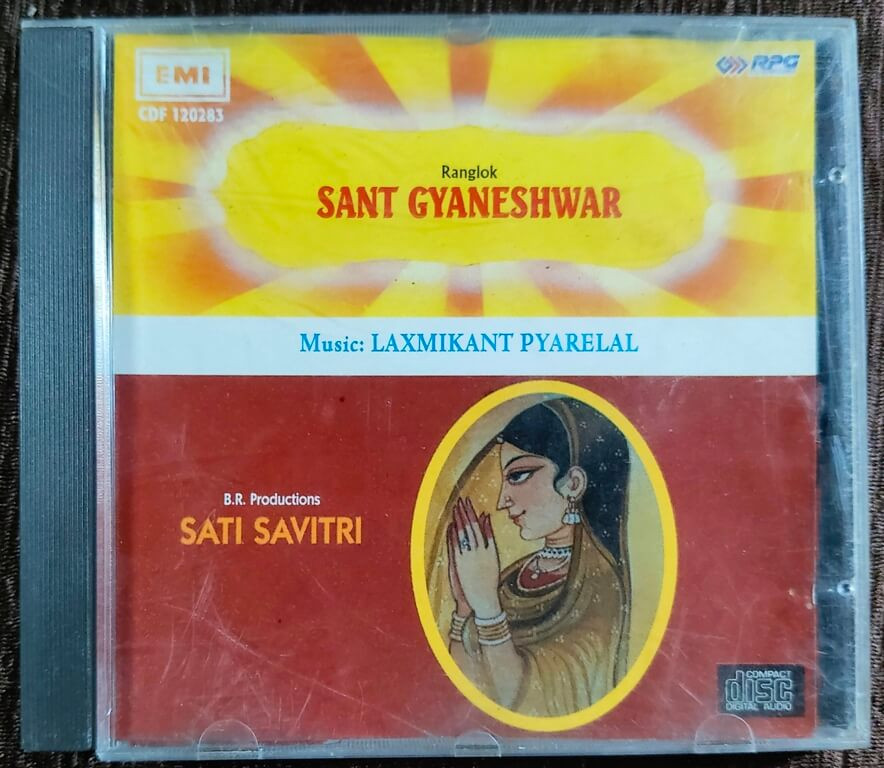 EMI
CDF 120283
RPG
Ranglok
SANT GYANESHWAR
Music: LAXMIKANT PYARELAL
B.R. Productions
SATI SAVITRI
COMPACT
disc
DIGITAL AUDIO